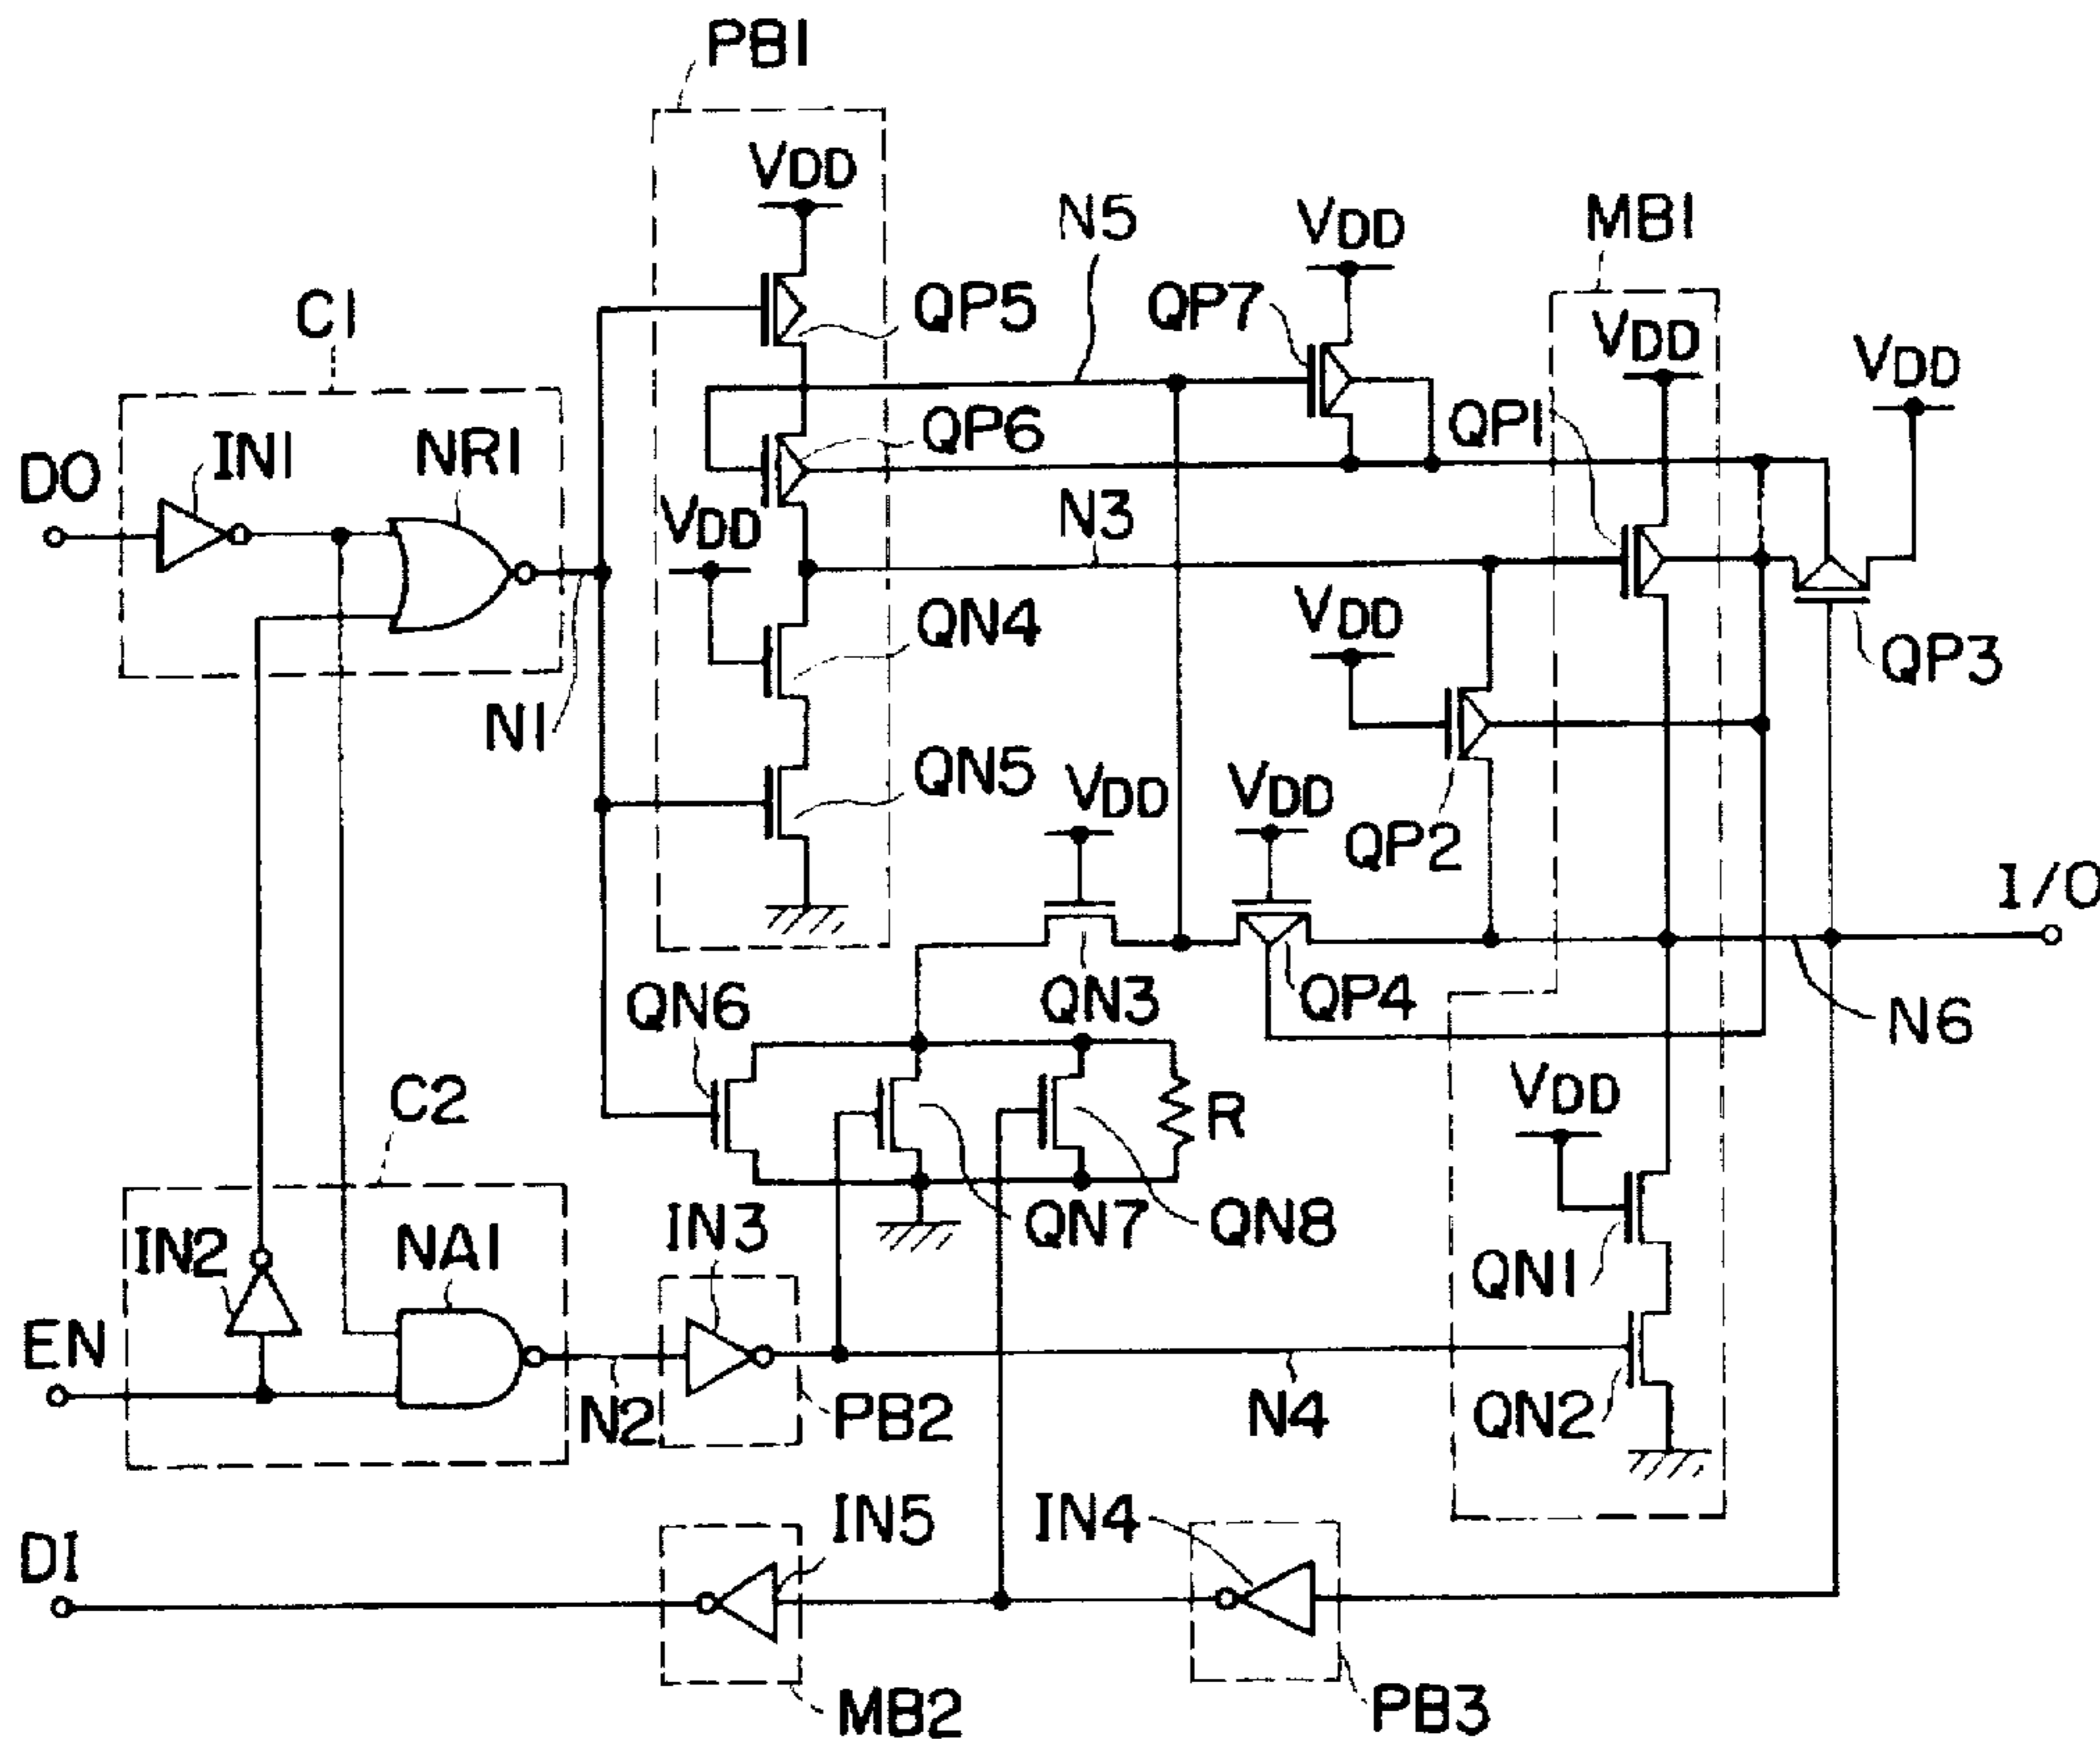 PB1
VDD
N5
VDD
MB1
QP5
QP7
VDD
VDD
C1
QP1
QP6
IN1
NR1
DO
VDD
N3
VDD
QN4
QP3
N1
QN5
VDD
VDD
QP2
I/O
QN6
QN3
QP4
N6
C2
VDD
R
IN3
QN7
QN8
IN2
NA1
QN1
EN
N2
PB2
N4
QN2
IN5
IN4
DI
MB2
PB3